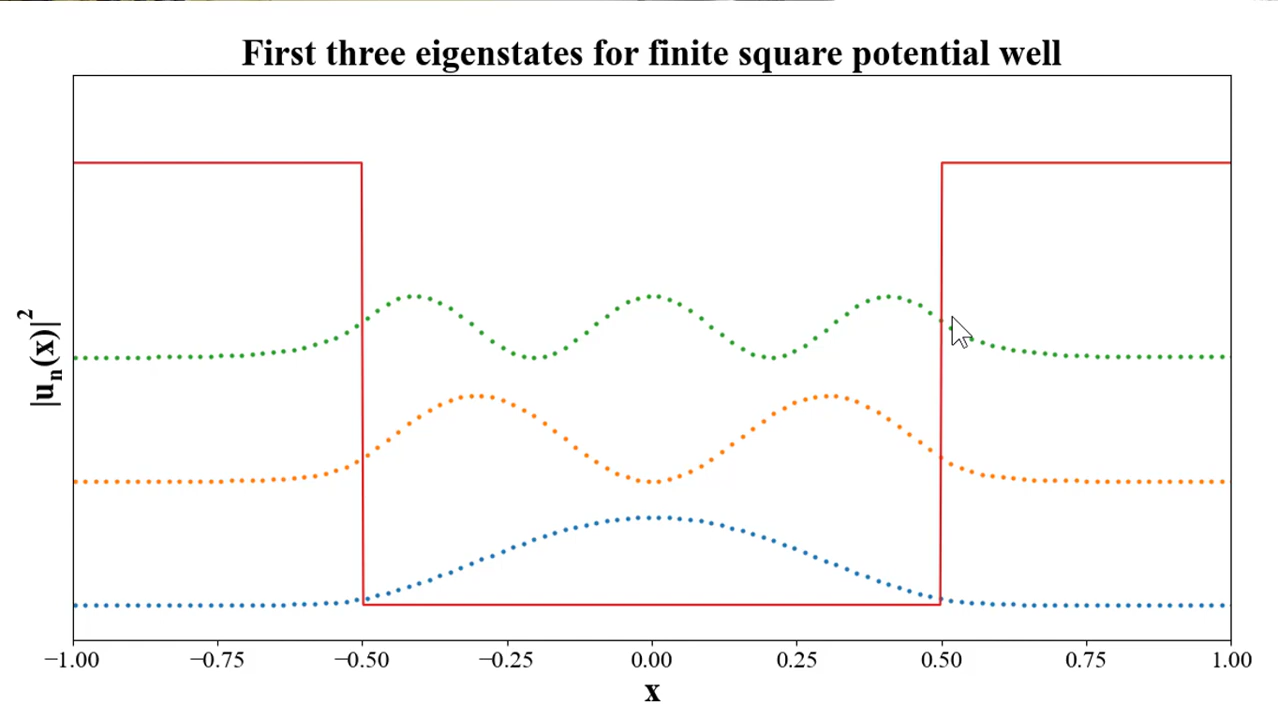 First three eigenstates for finite square potential well
|uₙ(x)|²
−1.00 −0.75 −0.50 −0.25 0.00 0.25 0.50 0.75 1.00
x